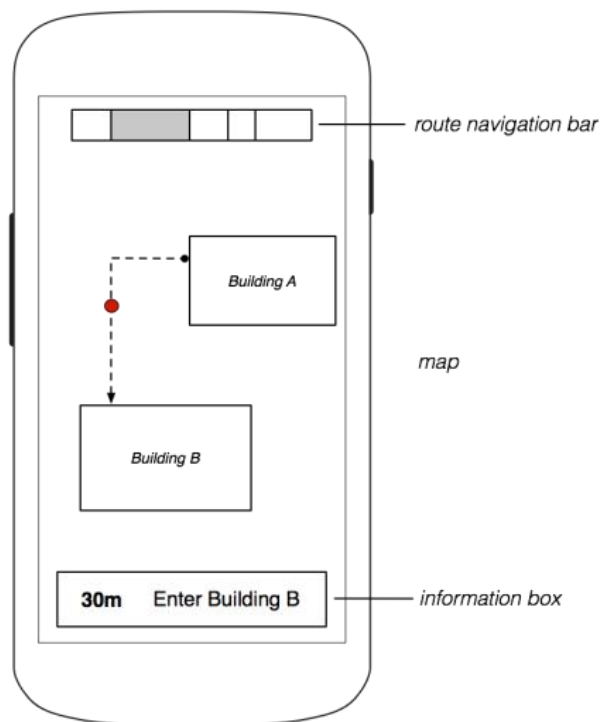 route navigation bar
Building A
map
Building B
30m Enter Building B
information box